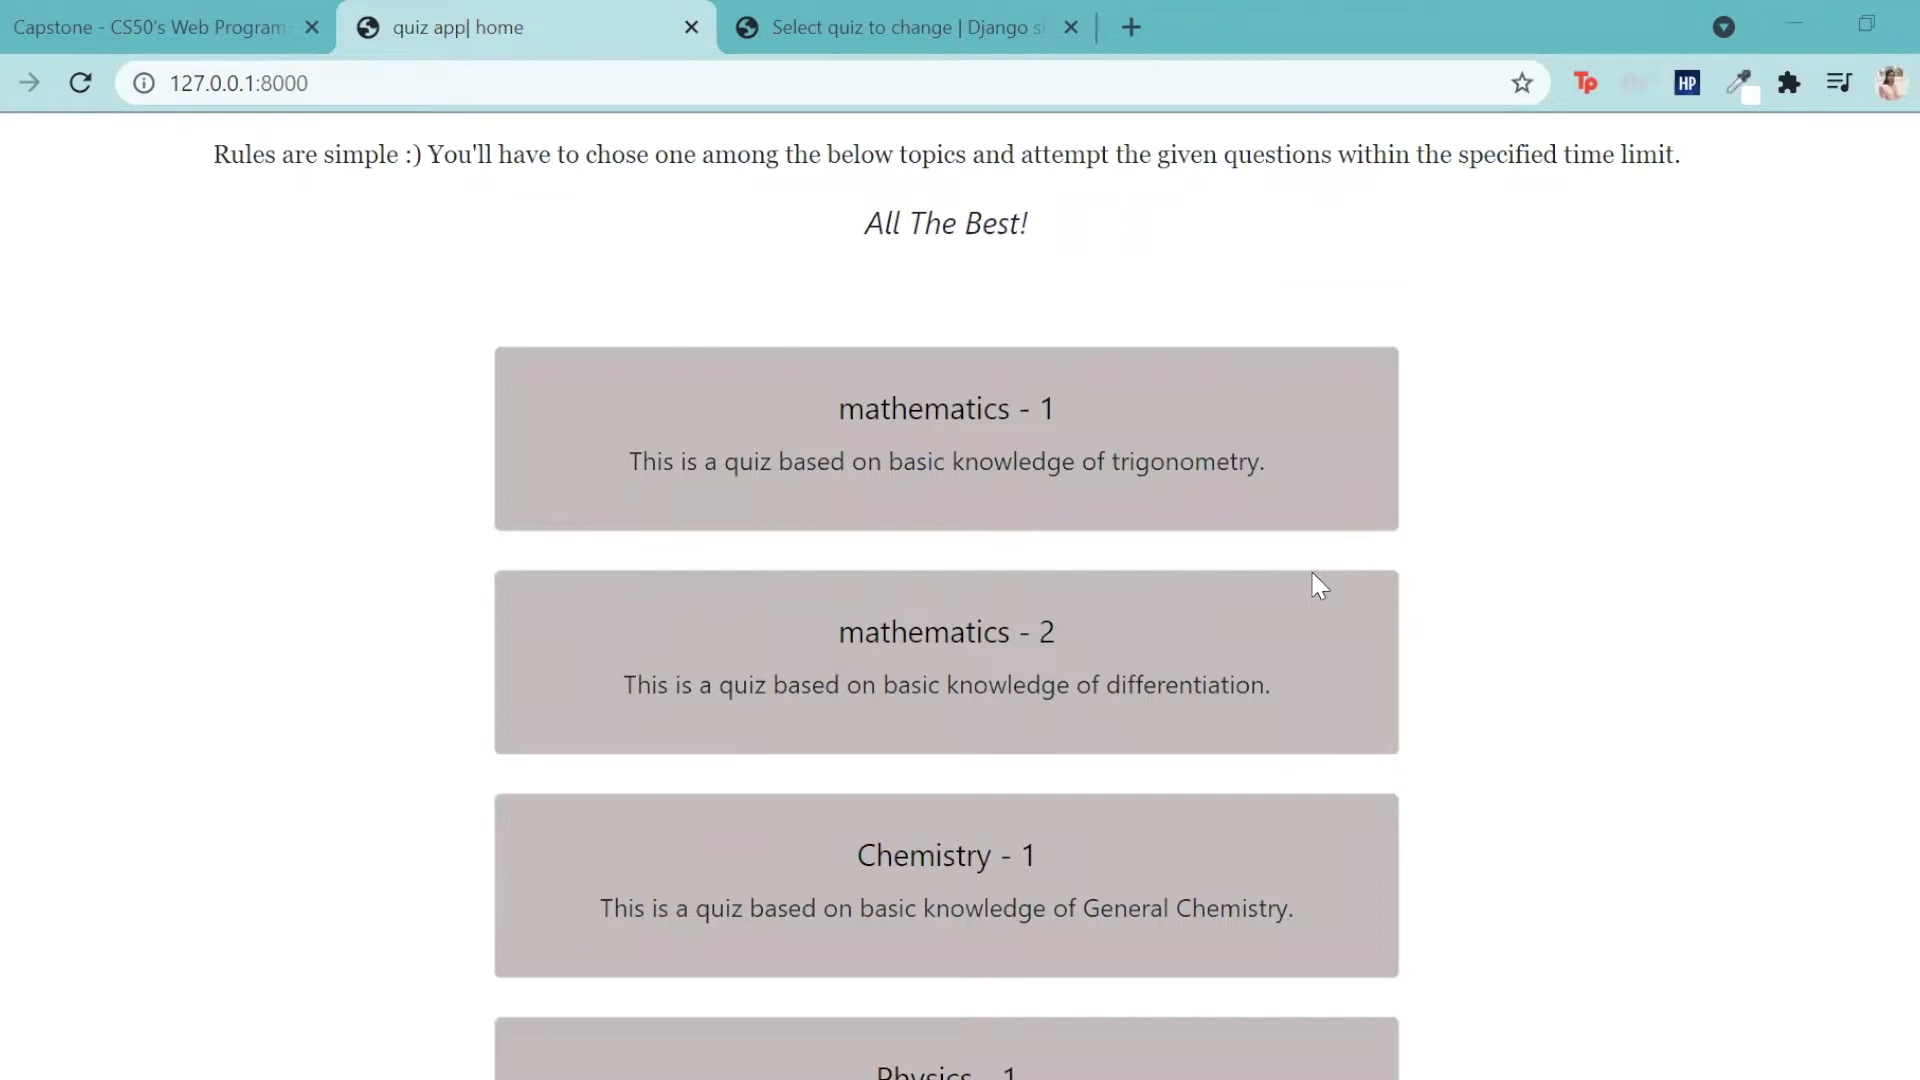 Capstone - CS50's Web Program
quiz app| home
Select quiz to change | Django s
127.0.0.1:8000
Tp
HP
Rules are simple :) You'll have to chose one among the below topics and attempt the given questions within the specified time limit.
All The Best!
mathematics - 1
This is a quiz based on basic knowledge of trigonometry.
mathematics - 2
This is a quiz based on basic knowledge of differentiation.
Chemistry - 1
This is a quiz based on basic knowledge of General Chemistry.
Physics - 1